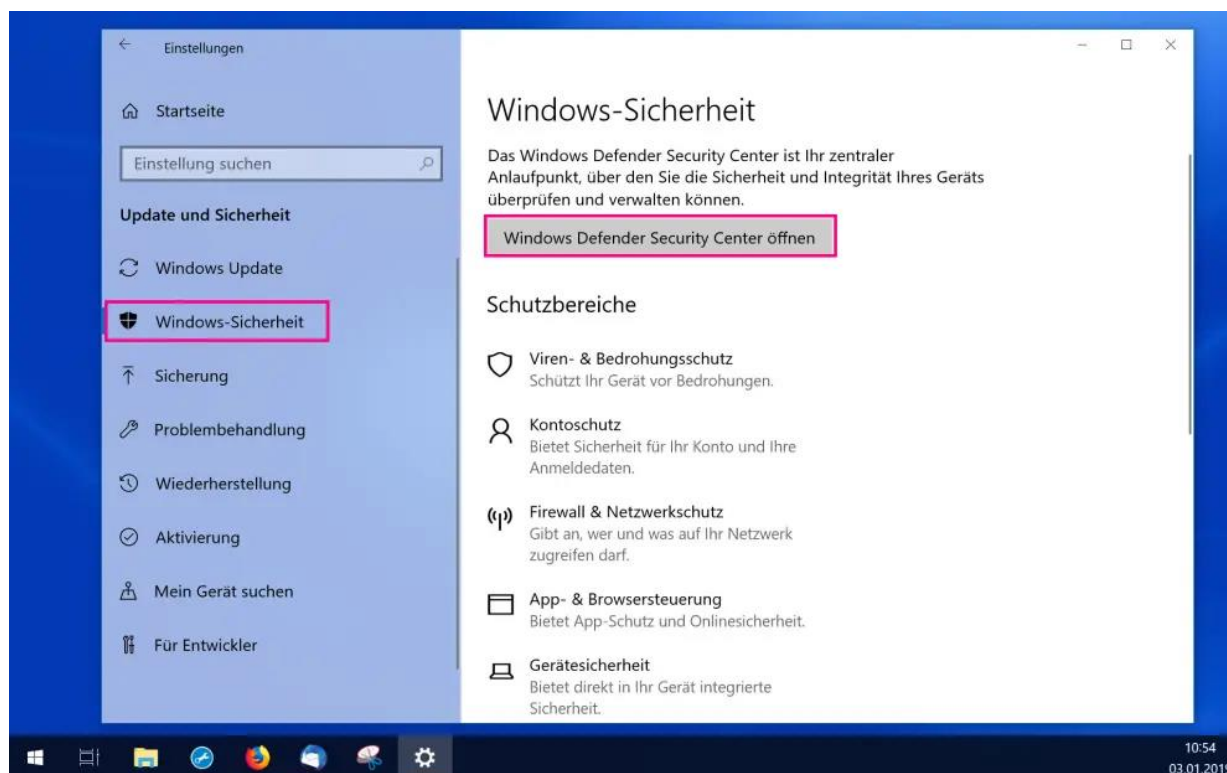 Einstellungen
Startseite
Einstellung suchen
Update und Sicherheit
Windows Update
Windows-Sicherheit
Sicherung
Problembehandlung
Wiederherstellung
Aktivierung
Mein Gerät suchen
Für Entwickler
Windows-Sicherheit
Das Windows Defender Security Center ist Ihr zentraler
Anlaufpunkt, über den Sie die Sicherheit und Integrität Ihres Geräts
überprüfen und verwalten können.
Windows Defender Security Center öffnen
Schutzbereiche
Viren- & Bedrohungsschutz
Schützt Ihr Gerät vor Bedrohungen.
Kontoschutz
Bietet Sicherheit für Ihr Konto und Ihre
Anmeldedaten.
Firewall & Netzwerkschutz
Gibt an, wer und was auf Ihr Netzwerk
zugreifen darf.
App- & Browsersteuerung
Bietet App-Schutz und Onlinesicherheit.
Gerätesicherheit
Bietet direkt in Ihr Gerät integrierte
Sicherheit.
10:54
03.01.2019